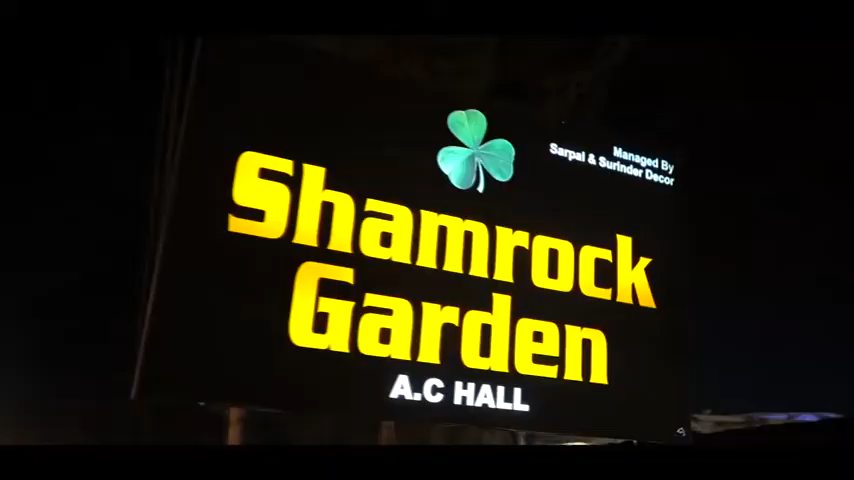 Managed By
Sarpal & Surinder Decor
Shamrock
Garden
A.C HALL